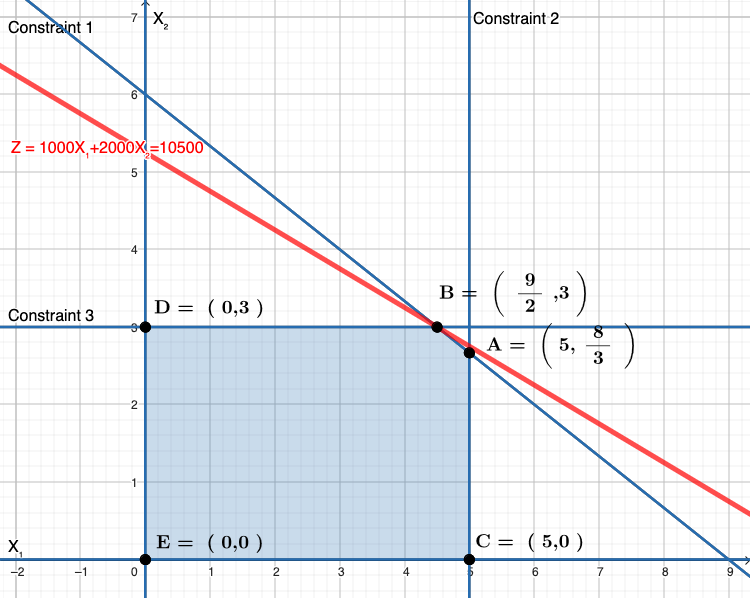 7
X₂
Constraint 2
Constraint 1
6
Z = 1000X₁+2000X₂=10500
5
4
B = ( 9/2 ,3 )
D = ( 0,3 )
Constraint 3
3
A = ( 5, 8/3 )
2
1
E = ( 0,0 )
C = ( 5,0 )
X₁
−2 −1 0 1 2 3 4 5 6 7 8 9